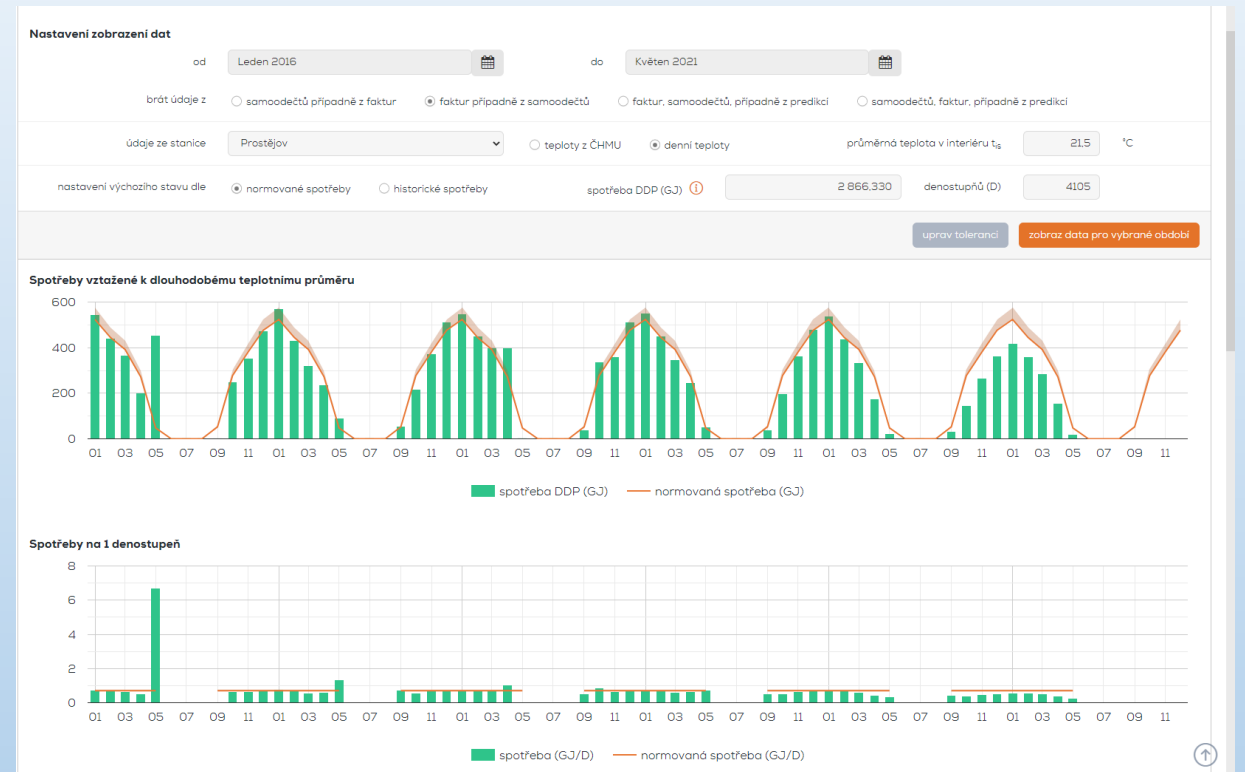 Nastavení zobrazení dat
od Leden 2016 do Květen 2021
brát údaje z samoodečtů případně z faktur faktur případně z samoodečtů faktur, samoodečtů, případně z predikcí samoodečtů, faktur, případně z predikcí
údaje ze stanice Prostějov teploty z ČHMU denní teploty průměrná teplota v interiéru tis 21,5 °C
nastavení výchozího stavu dle normované spotřeby historické spotřeby spotřeba DDP (GJ) 2 866,330 denostupňů (D) 4105
uprav toleranci zobraz data pro vybrané období
Spotřeby vztažené k dlouhodobému teplotnímu průměru
600
400
200
0
01 03 05 07 09 11 01 03 05 07 09 11 01 03 05 07 09 11 01 03 05 07 09 11 01 03 05 07 09 11 01 03 05 07 09 11
spotřeba DDP (GJ) normovaná spotřeba (GJ)
Spotřeby na 1 denostupeň
8
6
4
2
0
01 03 05 07 09 11 01 03 05 07 09 11 01 03 05 07 09 11 01 03 05 07 09 11 01 03 05 07 09 11 01 03 05 07 09 11
spotřeba (GJ/D) normovaná spotřeba (GJ/D)